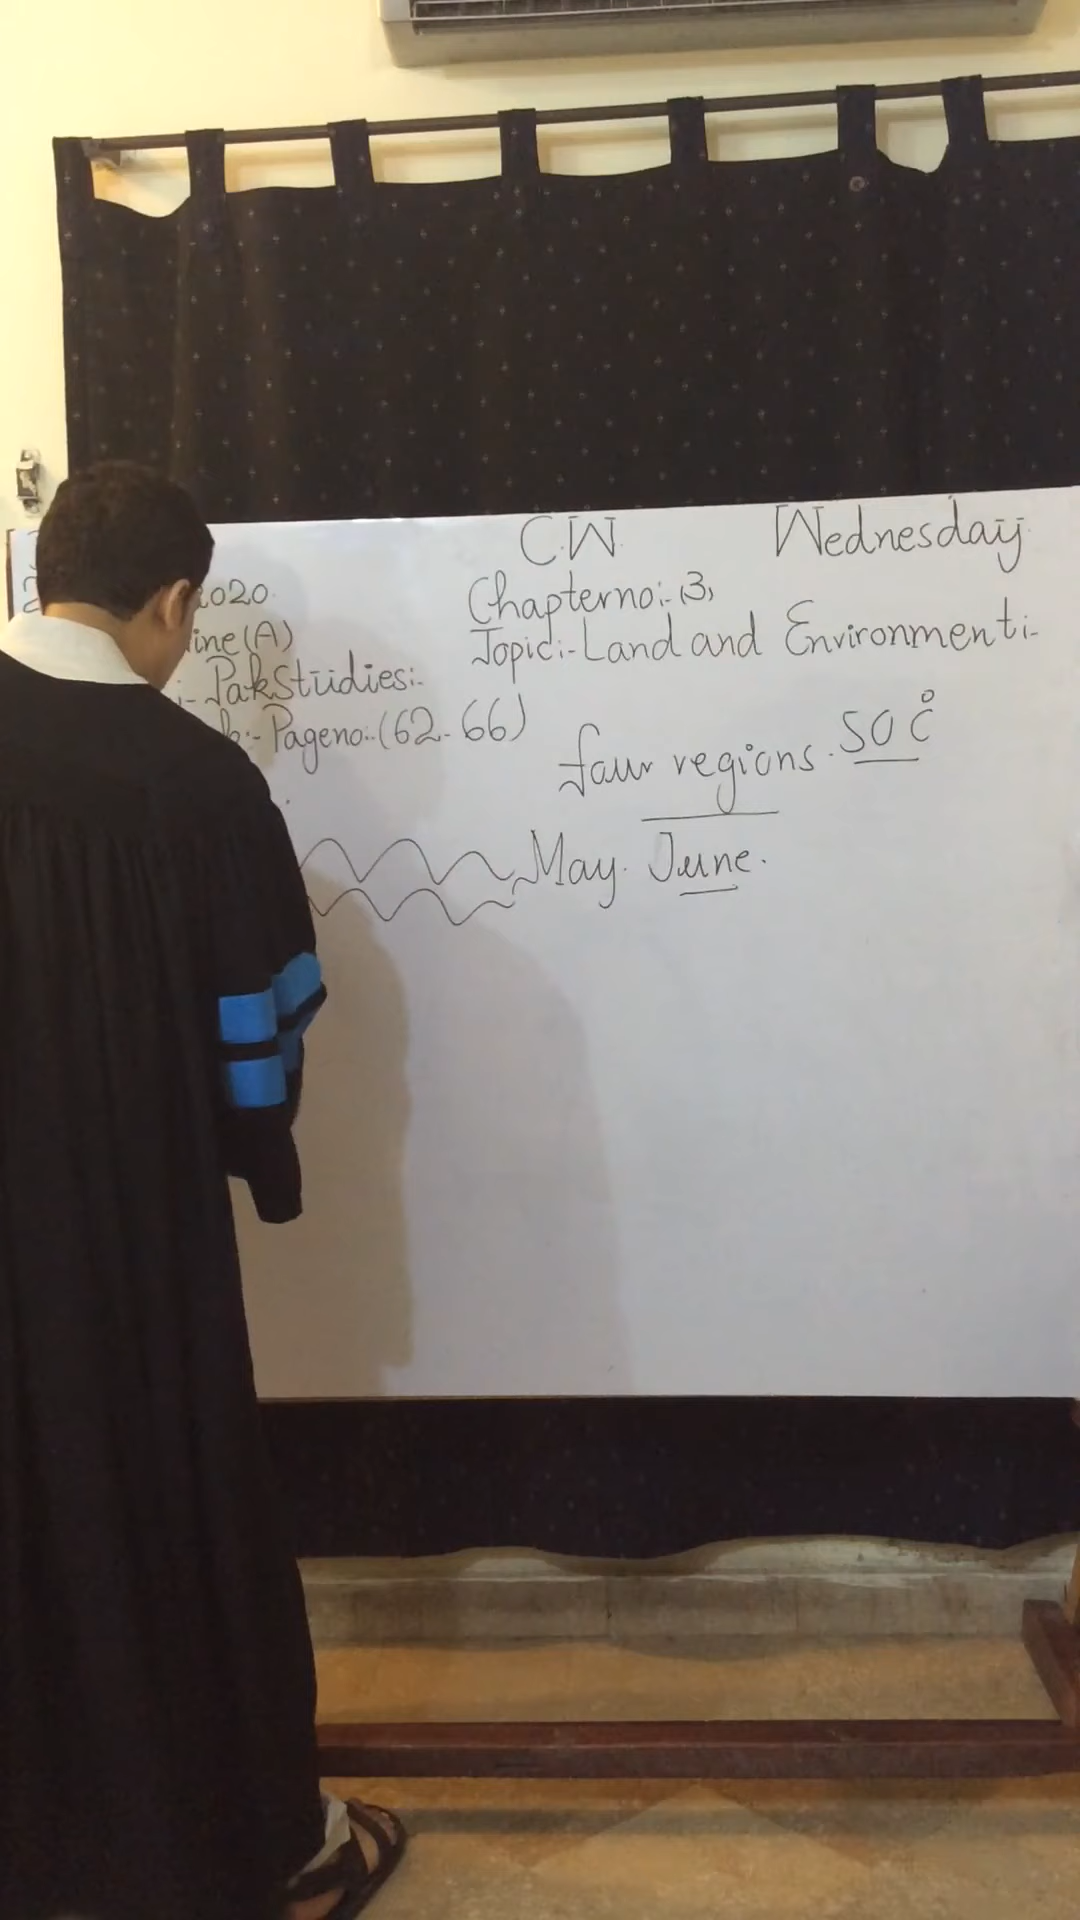 C.W. Wednesday
2020. Chapter no:- 3,
ine (A) Topic:- Land and Environment:-
:- Pak Studies:-
k:- Page no:- (62-66)
four regions. 50°C
May. June.